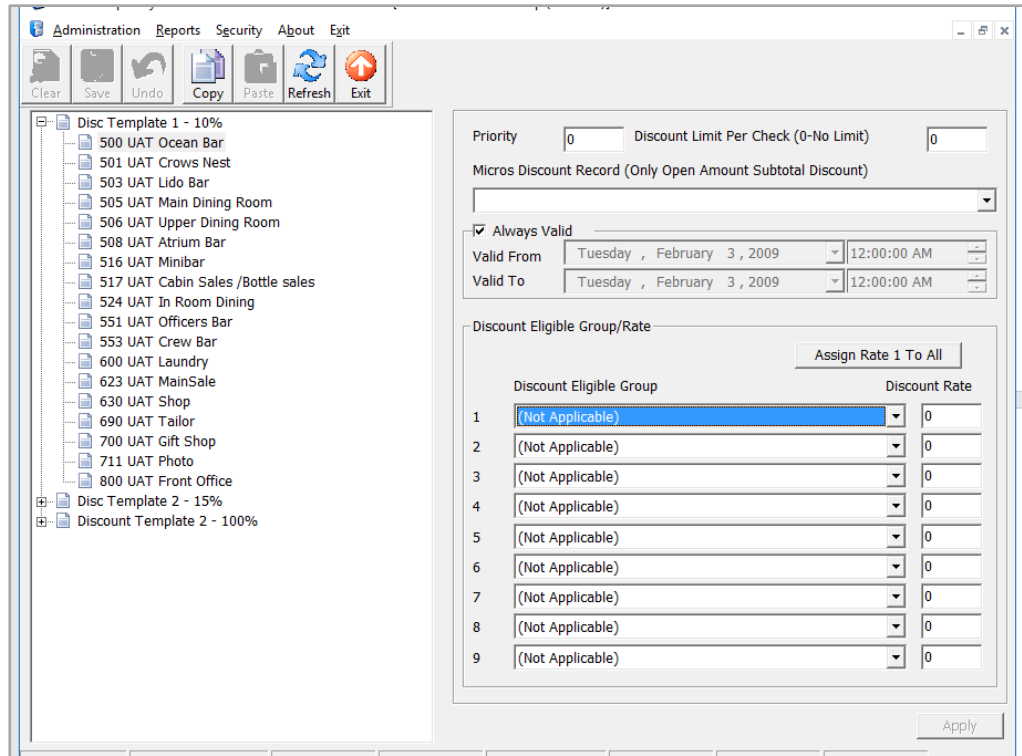 Administration Reports Security About Exit
Clear Save Undo Copy Paste Refresh Exit
Disc Template 1 - 10%
500 UAT Ocean Bar
501 UAT Crows Nest
503 UAT Lido Bar
505 UAT Main Dining Room
506 UAT Upper Dining Room
508 UAT Atrium Bar
516 UAT Minibar
517 UAT Cabin Sales /Bottle sales
524 UAT In Room Dining
551 UAT Officers Bar
553 UAT Crew Bar
600 UAT Laundry
623 UAT MainSale
630 UAT Shop
690 UAT Tailor
700 UAT Gift Shop
711 UAT Photo
800 UAT Front Office
Disc Template 2 - 15%
Discount Template 2 - 100%
Priority 0 Discount Limit Per Check (0-No Limit) 0
Micros Discount Record (Only Open Amount Subtotal Discount)
Always Valid
Valid From Tuesday , February 3 , 2009 12:00:00 AM
Valid To Tuesday , February 3 , 2009 12:00:00 AM
Discount Eligible Group/Rate
Assign Rate 1 To All
Discount Eligible Group Discount Rate
1 (Not Applicable) 0
2 (Not Applicable) 0
3 (Not Applicable) 0
4 (Not Applicable) 0
5 (Not Applicable) 0
6 (Not Applicable) 0
7 (Not Applicable) 0
8 (Not Applicable) 0
9 (Not Applicable) 0
Apply